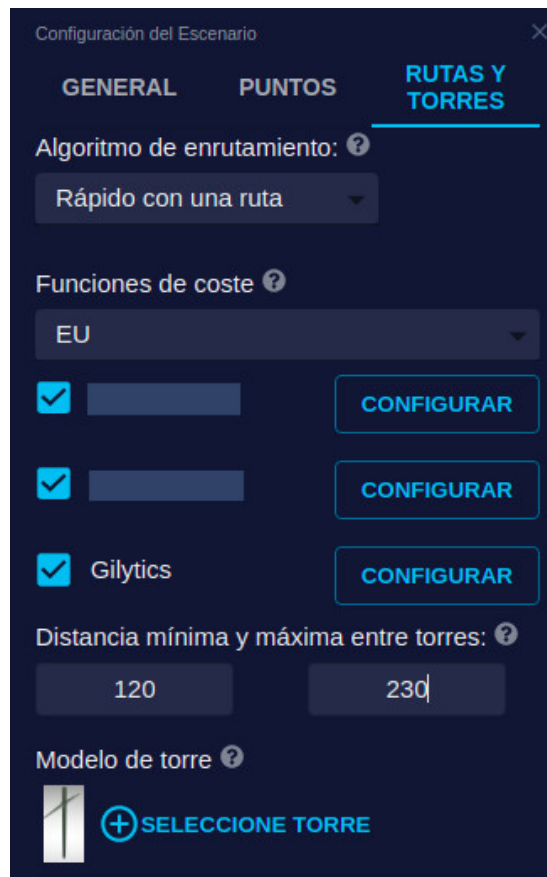 Configuración del Escenario
GENERAL PUNTOS RUTAS Y TORRES
Algoritmo de enrutamiento:
Rápido con una ruta
Funciones de coste
EU
CONFIGURAR
CONFIGURAR
Gilytics CONFIGURAR
Distancia mínima y máxima entre torres:
120 230
Modelo de torre
SELECCIONE TORRE